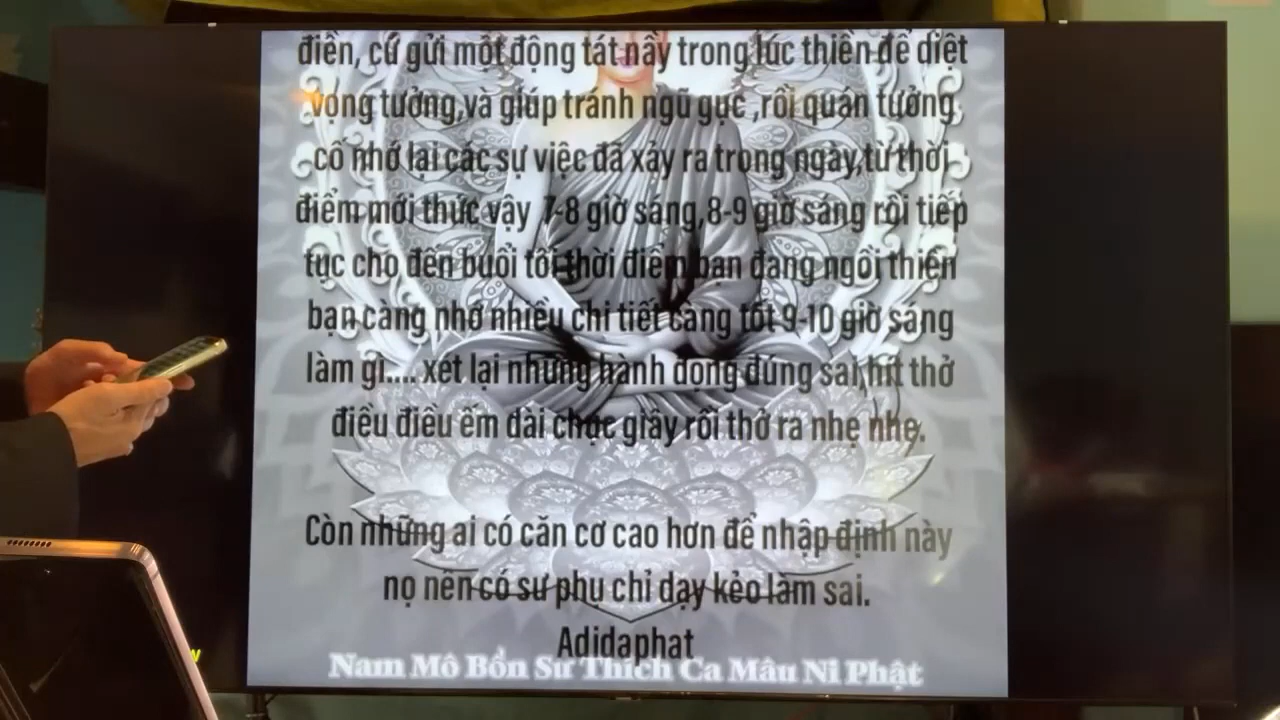 điền, cứ gửi một động tát nầy trong lúc thiền để diệt
vọng tưởng,và giúp tránh ngũ gục ,rồi quán tưởng
cố nhớ lại các sự việc đã xảy ra trong ngày,từ thời
điểm mới thức vậy 7-8 giờ sáng,8-9 giờ sáng rồi tiếp
tục cho đến buổi tối thời điểm bạn đang ngồi thiền
bạn càng nhớ nhiều chi tiết càng tốt 9-10 giờ sáng
làm gì.... xét lại những hành động đúng sai,hít thở
điều điều ếm dài chục giây rồi thở ra nhẹ nhẹ.
Còn những ai có căn cơ cao hơn để nhập định này
nọ nên có sư phụ chỉ dạy kẻo làm sai.
Adidaphat
Nam Mô Bổn Sư Thích Ca Mâu Ni Phật